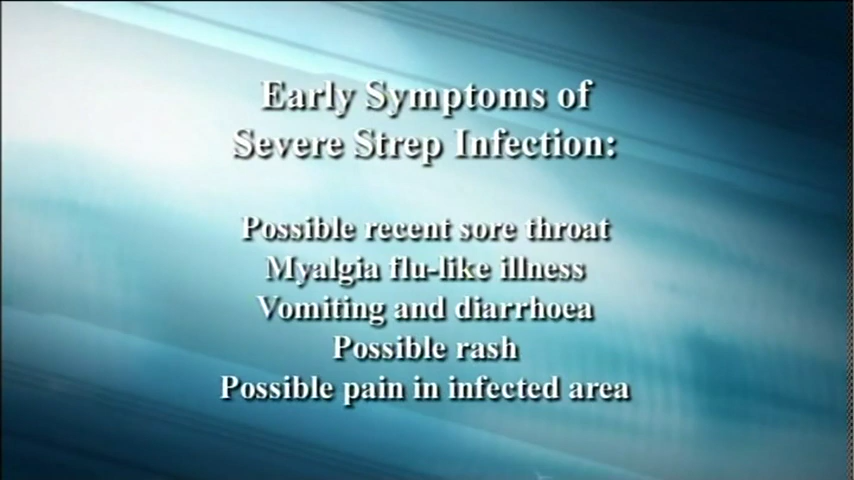 Early Symptoms of
Severe Strep Infection:
Possible recent sore throat
Myalgia flu-like illness
Vomiting and diarrhoea
Possible rash
Possible pain in infected area